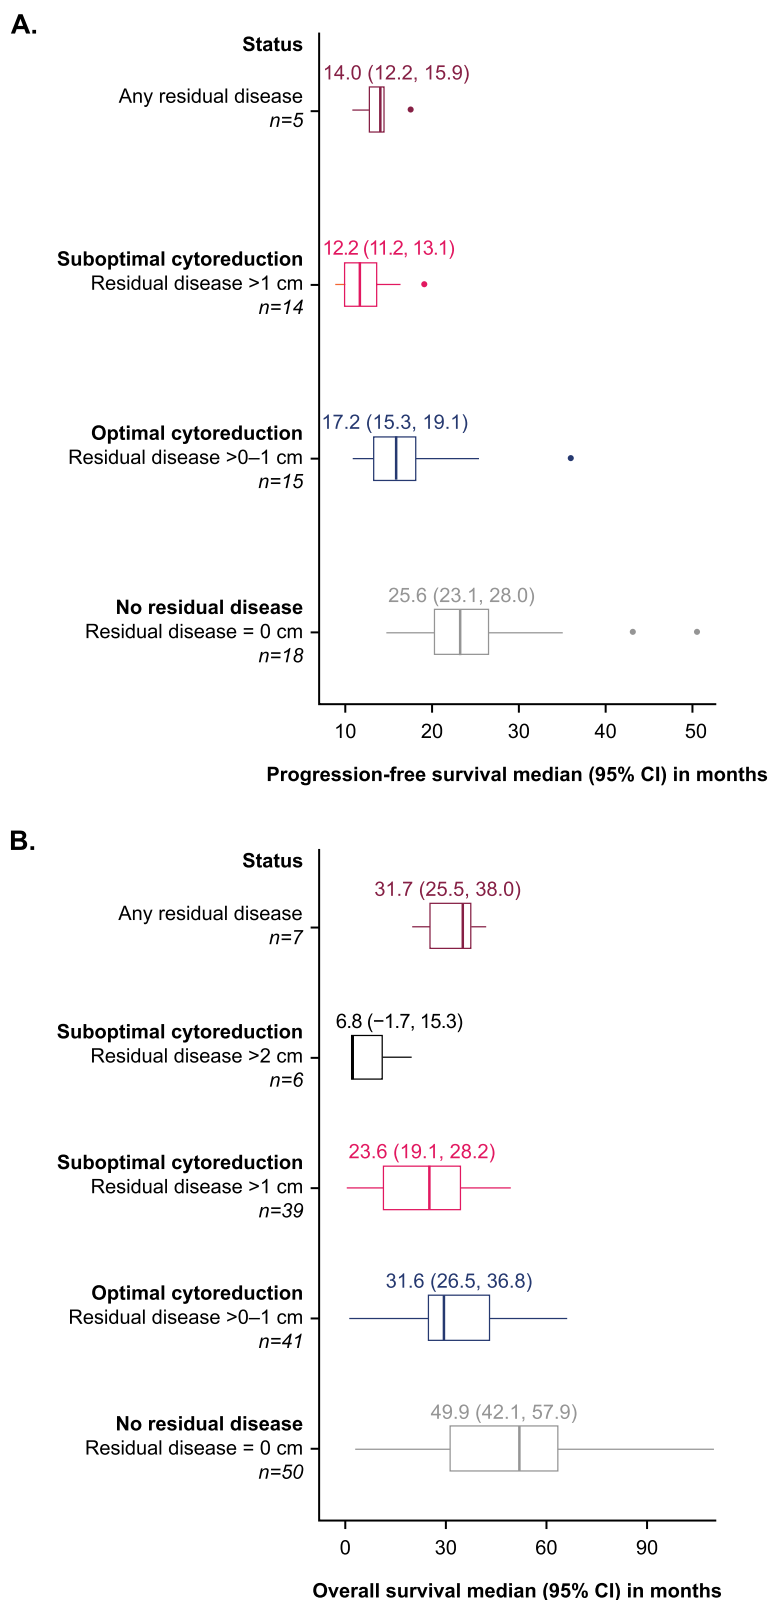 A.
Status
14.0 (12.2, 15.9)
Any residual disease
n=5
12.2 (11.2, 13.1)
Suboptimal cytoreduction
Residual disease >1 cm
n=14
17.2 (15.3, 19.1)
Optimal cytoreduction
Residual disease >0–1 cm
n=15
25.6 (23.1, 28.0)
No residual disease
Residual disease = 0 cm
n=18
10 20 30 40 50
Progression-free survival median (95% CI) in months
B.
Status
31.7 (25.5, 38.0)
Any residual disease
n=7
6.8 (−1.7, 15.3)
Suboptimal cytoreduction
Residual disease >2 cm
n=6
23.6 (19.1, 28.2)
Suboptimal cytoreduction
Residual disease >1 cm
n=39
31.6 (26.5, 36.8)
Optimal cytoreduction
Residual disease >0–1 cm
n=41
49.9 (42.1, 57.9)
No residual disease
Residual disease = 0 cm
n=50
0 30 60 90
Overall survival median (95% CI) in months